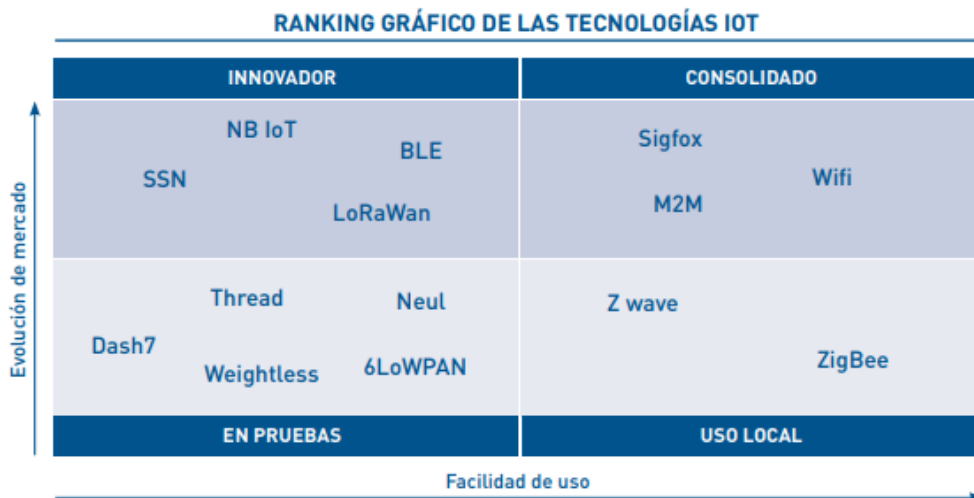 RANKING GRÁFICO DE LAS TECNOLOGÍAS IOT
INNOVADOR
CONSOLIDADO
NB IoT
BLE
SSN
LoRaWan
Sigfox
Wifi
M2M
Evolución de mercado
Thread
Neul
Dash7
Weightless
6LoWPAN
Z wave
ZigBee
EN PRUEBAS
USO LOCAL
Facilidad de uso